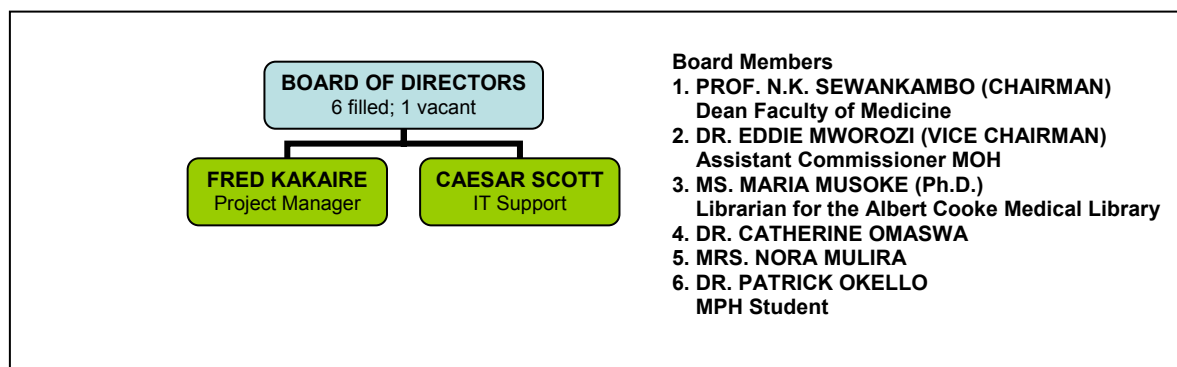 BOARD OF DIRECTORS
6 filled; 1 vacant
FRED KAKAIRE
Project Manager
CAESAR SCOTT
IT Support
Board Members
1. PROF. N.K. SEWANKAMBO (CHAIRMAN)
Dean Faculty of Medicine
2. DR. EDDIE MWOROZI (VICE CHAIRMAN)
Assistant Commissioner MOH
3. MS. MARIA MUSOKE (Ph.D.)
Librarian for the Albert Cooke Medical Library
4. DR. CATHERINE OMASWA
5. MRS. NORA MULIRA
6. DR. PATRICK OKELLO
MPH Student